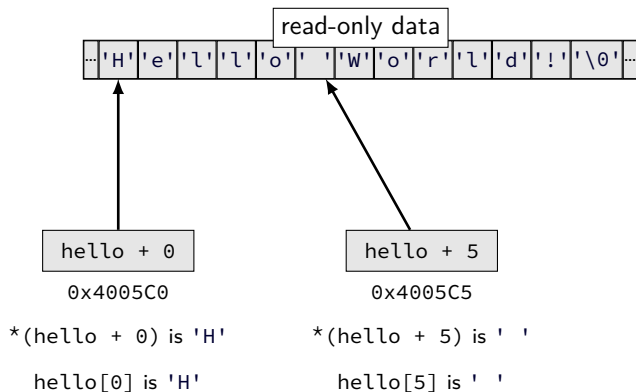 read-only data
... 'H' 'e' 'l' 'l' 'o' ' ' 'W' 'o' 'r' 'l' 'd' '!' '\0' ...
hello + 0 hello + 5
0x4005C0 0x4005C5
*(hello + 0) is 'H' *(hello + 5) is ' '
hello[0] is 'H' hello[5] is ' '